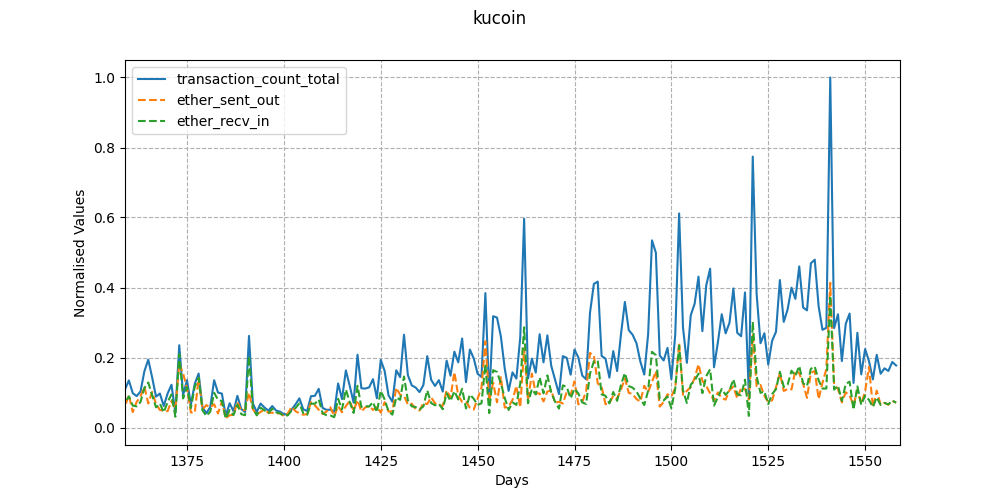 kucoin
transaction_count_total
ether_sent_out
ether_recv_in
Normalised Values
1.0
0.8
0.6
0.4
0.2
0.0
1375 1400 1425 1450 1475 1500 1525 1550
Days